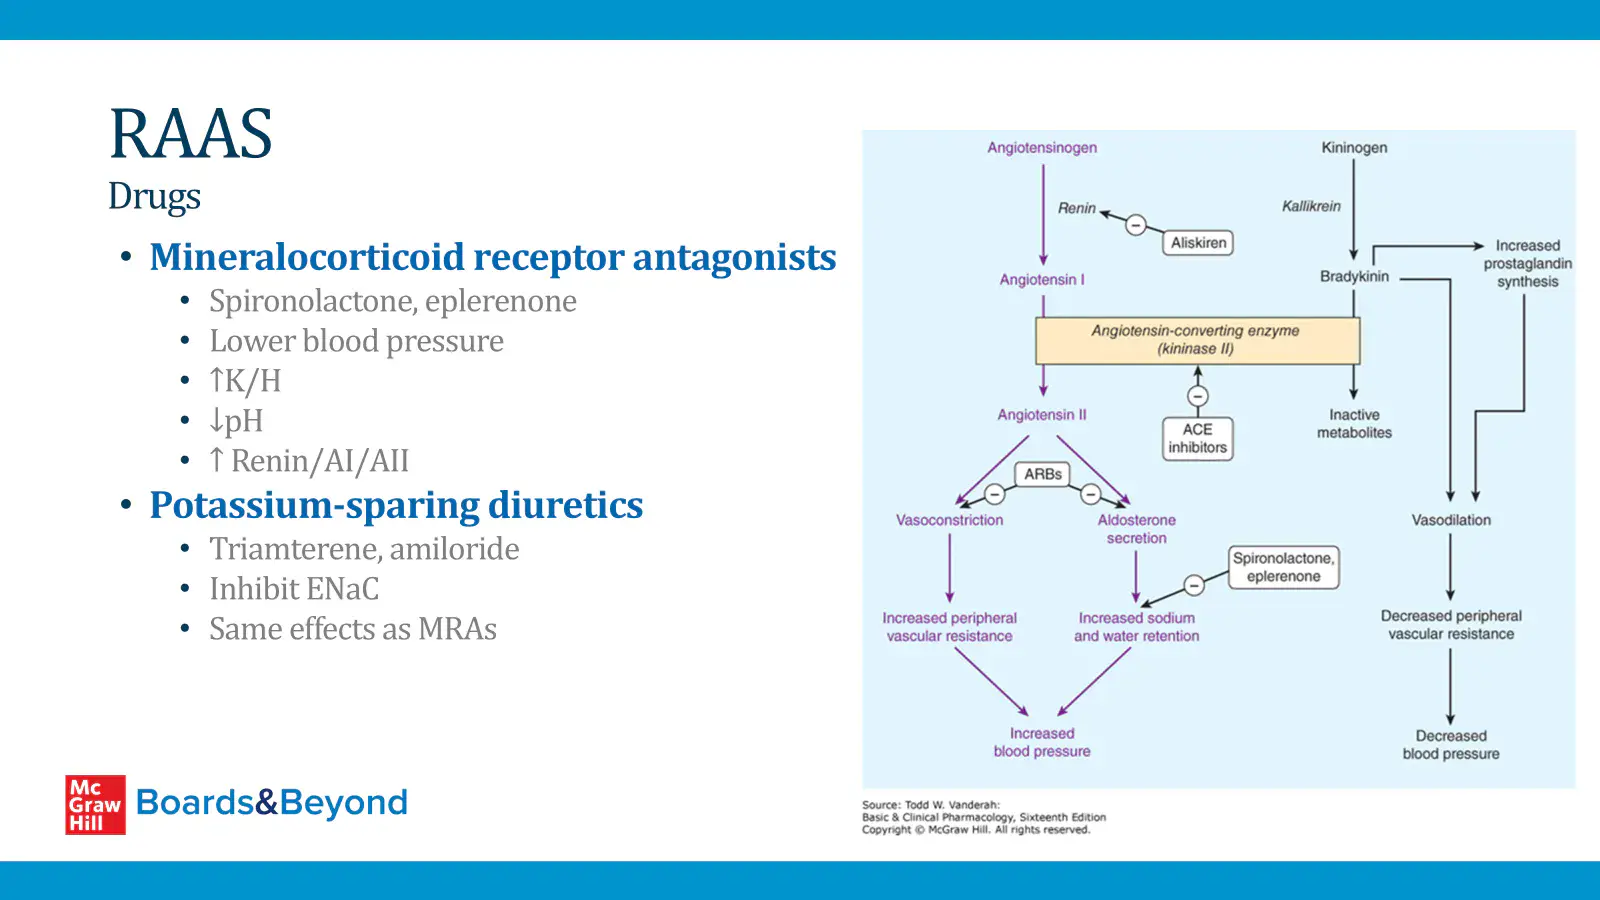 RAAS
Drugs
• Mineralocorticoid receptor antagonists
• Spironolactone, eplerenone
• Lower blood pressure
• ↑K/H
• ↓pH
• ↑ Renin/AI/AII
• Potassium-sparing diuretics
• Triamterene, amiloride
• Inhibit ENaC
• Same effects as MRAs
Mc
Graw
Hill
Boards&Beyond
Angiotensinogen
Kininogen
Renin
–
Aliskiren
Kallikrein
Angiotensin I
Bradykinin
Increased
prostaglandin
synthesis
Angiotensin-converting enzyme
(kininase II)
–
ACE
inhibitors
Angiotensin II
Inactive
metabolites
ARBs
–
–
Vasoconstriction
Aldosterone
secretion
Vasodilation
Spironolactone,
eplerenone
–
Increased peripheral
vascular resistance
Increased sodium
and water retention
Decreased peripheral
vascular resistance
Increased
blood pressure
Decreased
blood pressure
Source: Todd W. Vanderah:
Basic & Clinical Pharmacology, Sixteenth Edition
Copyright © McGraw Hill. All rights reserved.